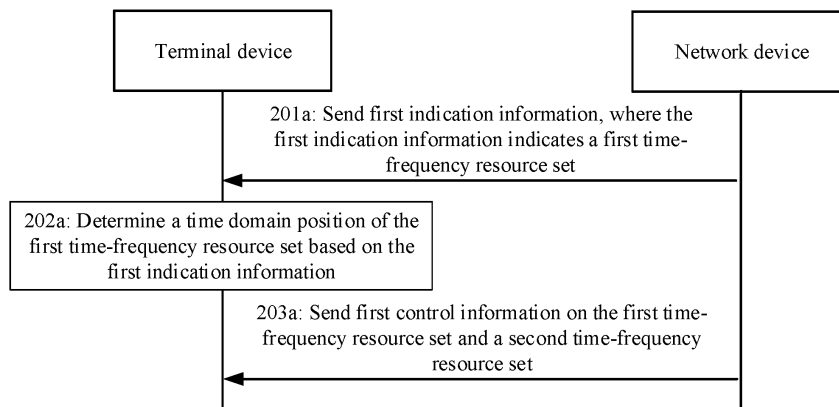 Terminal device
Network device
201a: Send first indication information, where the
first indication information indicates a first time-
frequency resource set
202a: Determine a time domain position of the
first time-frequency resource set based on the
first indication information
203a: Send first control information on the first time-
frequency resource set and a second time-frequency
resource set